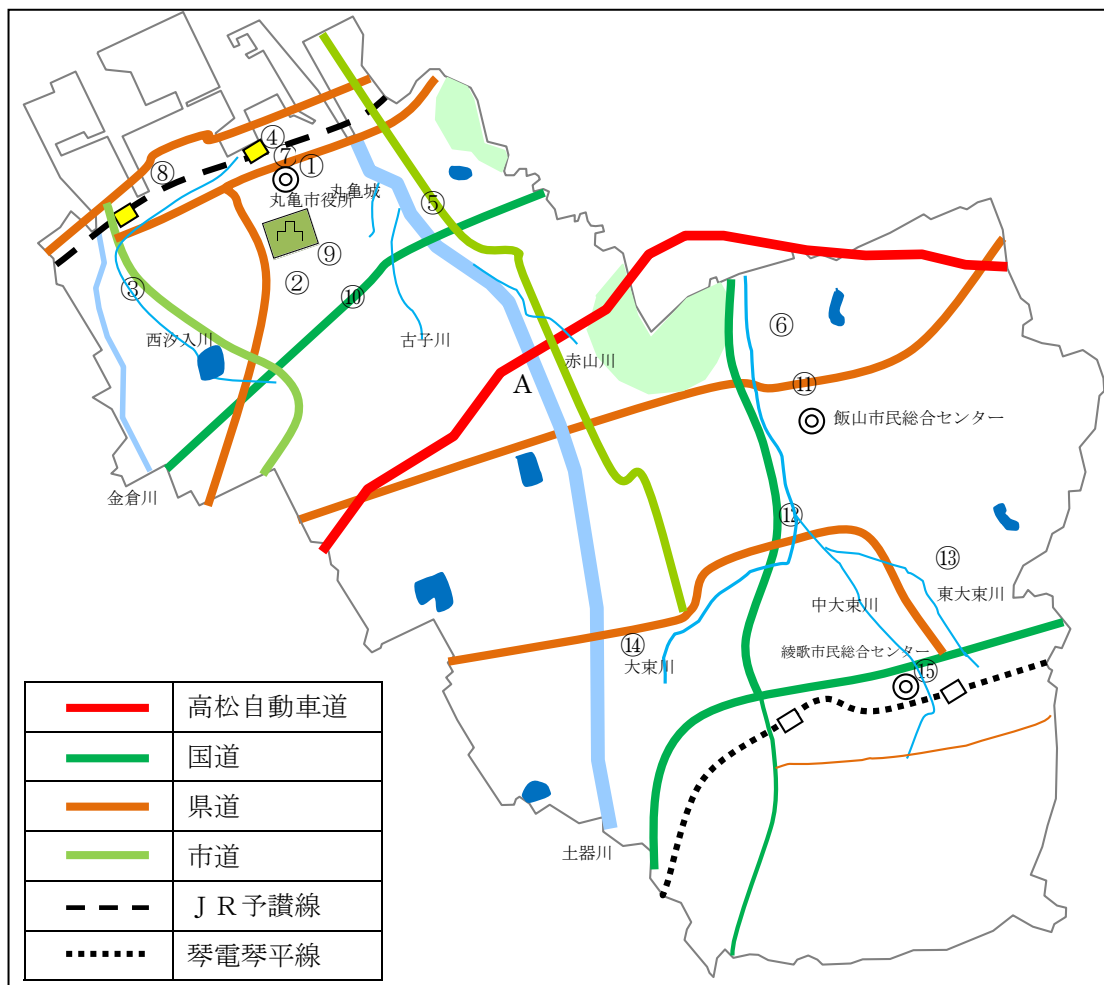 ④
⑦
①
⑧
丸亀市役所
丸亀城
⑤
⑨
②
③
⑩
西汐入川
古子川
赤山川
⑥
A
⑪
飯山市民総合センター
金倉川
⑫
⑬
東大束川
中大束川
⑭
大束川
綾歌市民総合センター
⑮
土器川
高松自動車道
国道
県道
市道
ＪＲ予讃線
琴電琴平線